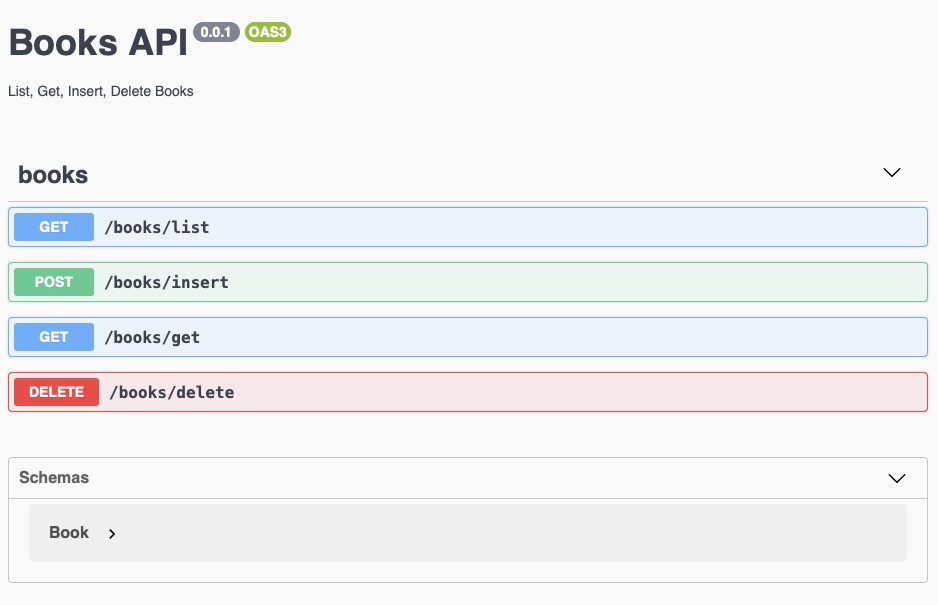 Books API 0.0.1 OAS3
List, Get, Insert, Delete Books
books
GET /books/list
POST /books/insert
GET /books/get
DELETE /books/delete
Schemas
Book